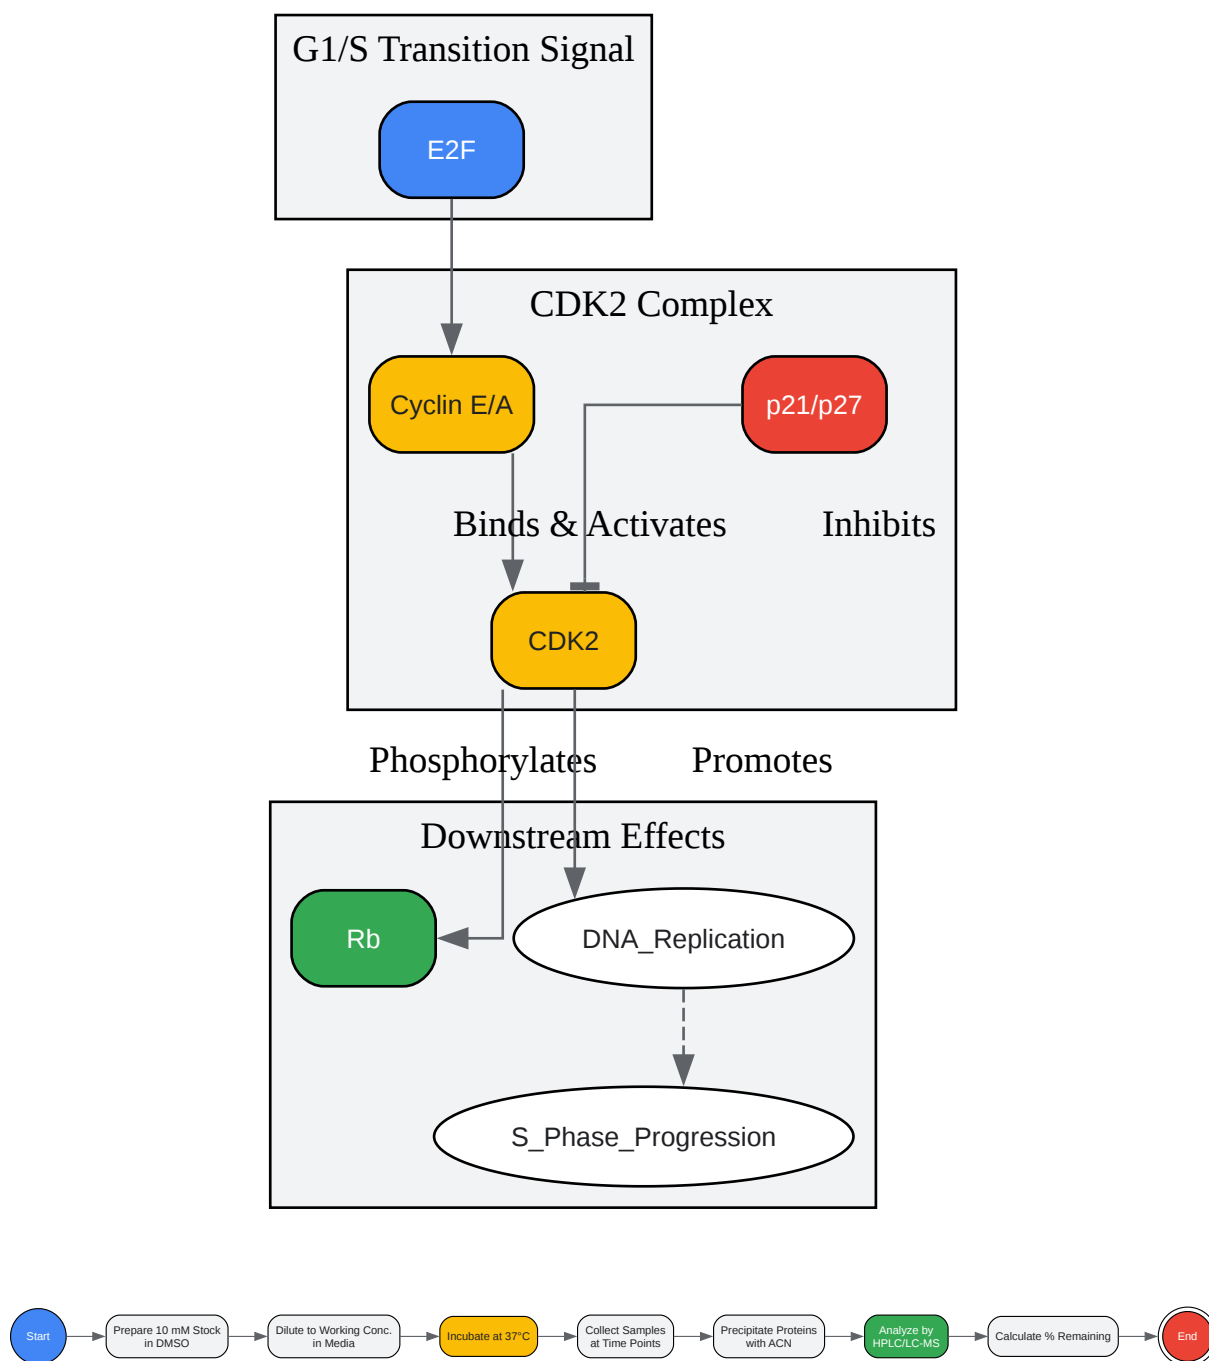 G1/S Transition Signal
E2F
CDK2 Complex
Cyclin E/A
p21/p27
Binds & Activates
Inhibits
CDK2
Phosphorylates
Promotes
Downstream Effects
Rb
DNA_Replication
S_Phase_Progression
Start
Prepare 10 mM Stock
in DMSO
Dilute to Working Conc.
in Media
Incubate at 37°C
Collect Samples
at Time Points
Precipitate Proteins
with ACN
Analyze by
HPLC/LC-MS
Calculate % Remaining
End